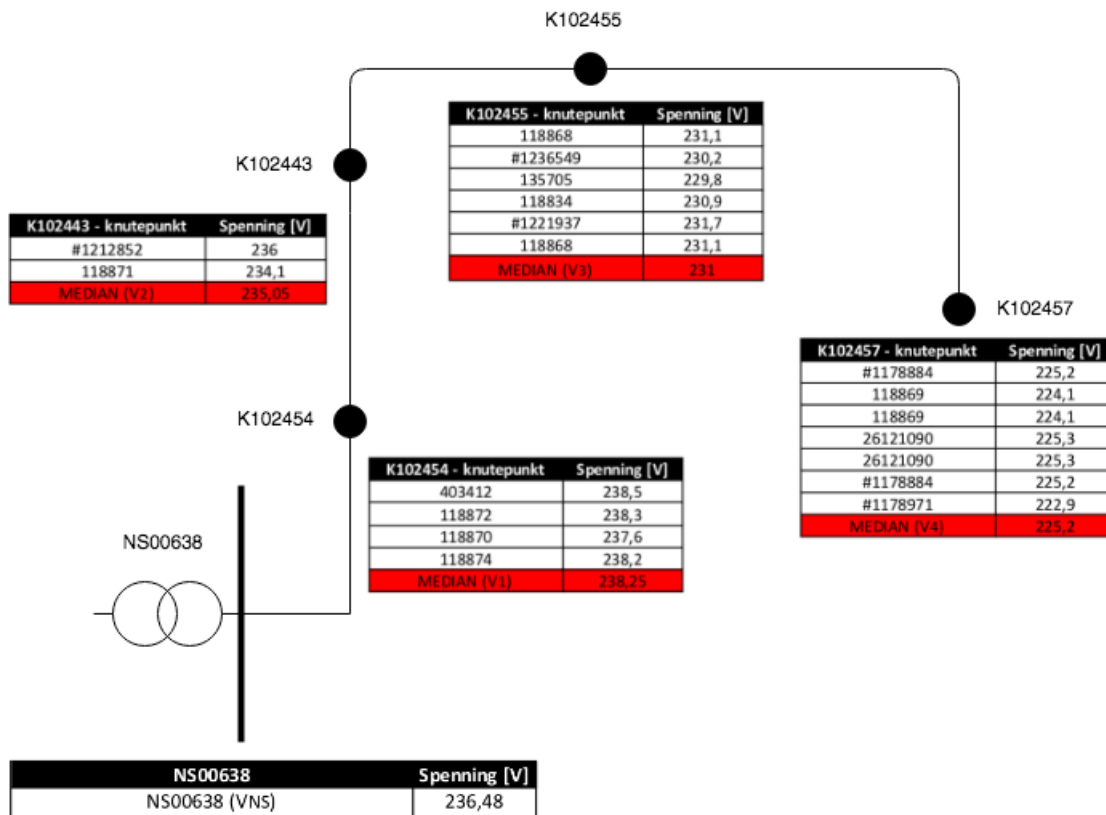 K102455
K102455 - knutepunkt Spenning [V]
118868 231,1
#1236549 230,2
135705 229,8
118834 230,9
#1221937 231,7
118868 231,1
MEDIAN (V3) 231
K102443
K102443 - knutepunkt Spenning [V]
#1212852 236
118871 234,1
MEDIAN (V2) 235,05
K102457
K102457 - knutepunkt Spenning [V]
#1178884 225,2
118869 224,1
118869 224,1
26121090 225,3
26121090 225,3
#1178884 225,2
#1178971 222,9
MEDIAN (V4) 225,2
K102454
K102454 - knutepunkt Spenning [V]
403412 238,5
118872 238,3
118870 237,6
118874 238,2
MEDIAN (V1) 238,25
NS00638
NS00638 Spenning [V]
NS00638 (VNS) 236,48